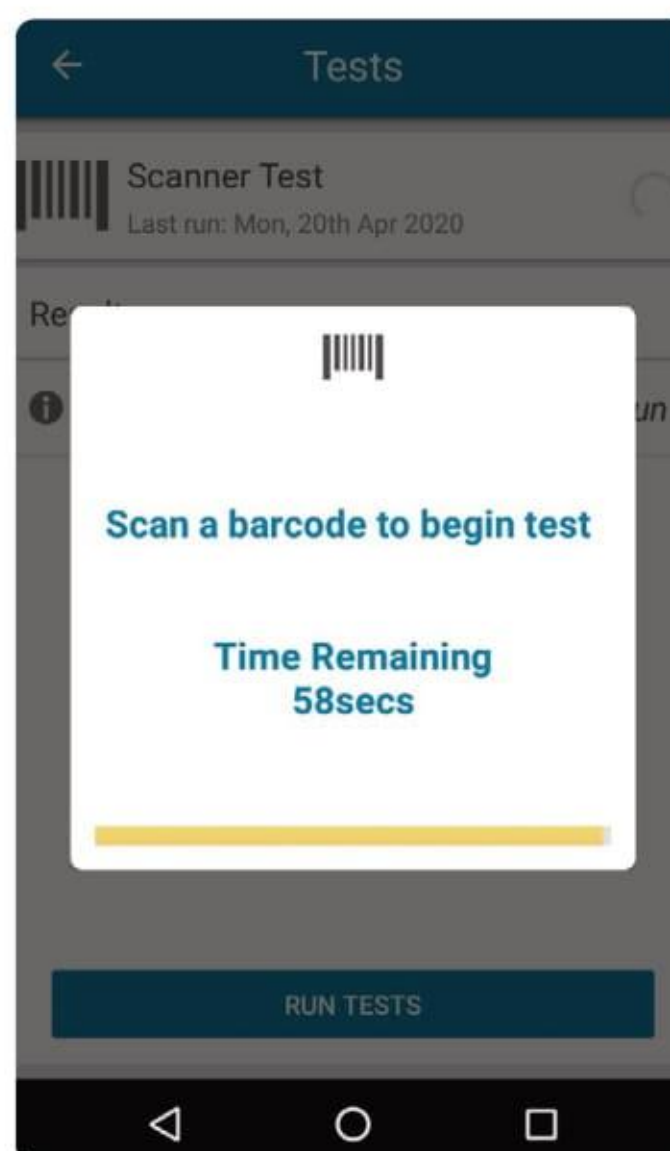 Tests
Scanner Test
Last run: Mon, 20th Apr 2020
Scan a barcode to begin test
Time Remaining
58secs
RUN TESTS